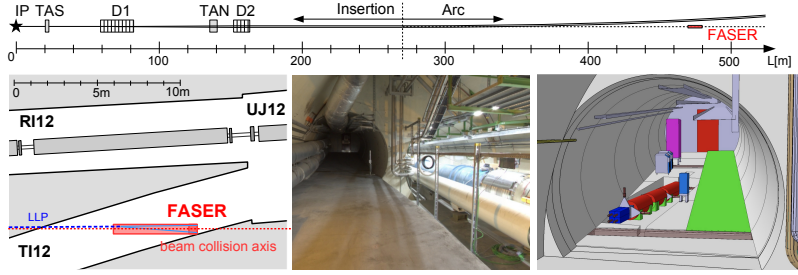 IP TAS D1 TAN D2 Insertion Arc
FASER
0 100 200 300 400 500 L[m]
0 5m 10m
RI12 UJ12
LLP FASER
TI12 beam collision axis